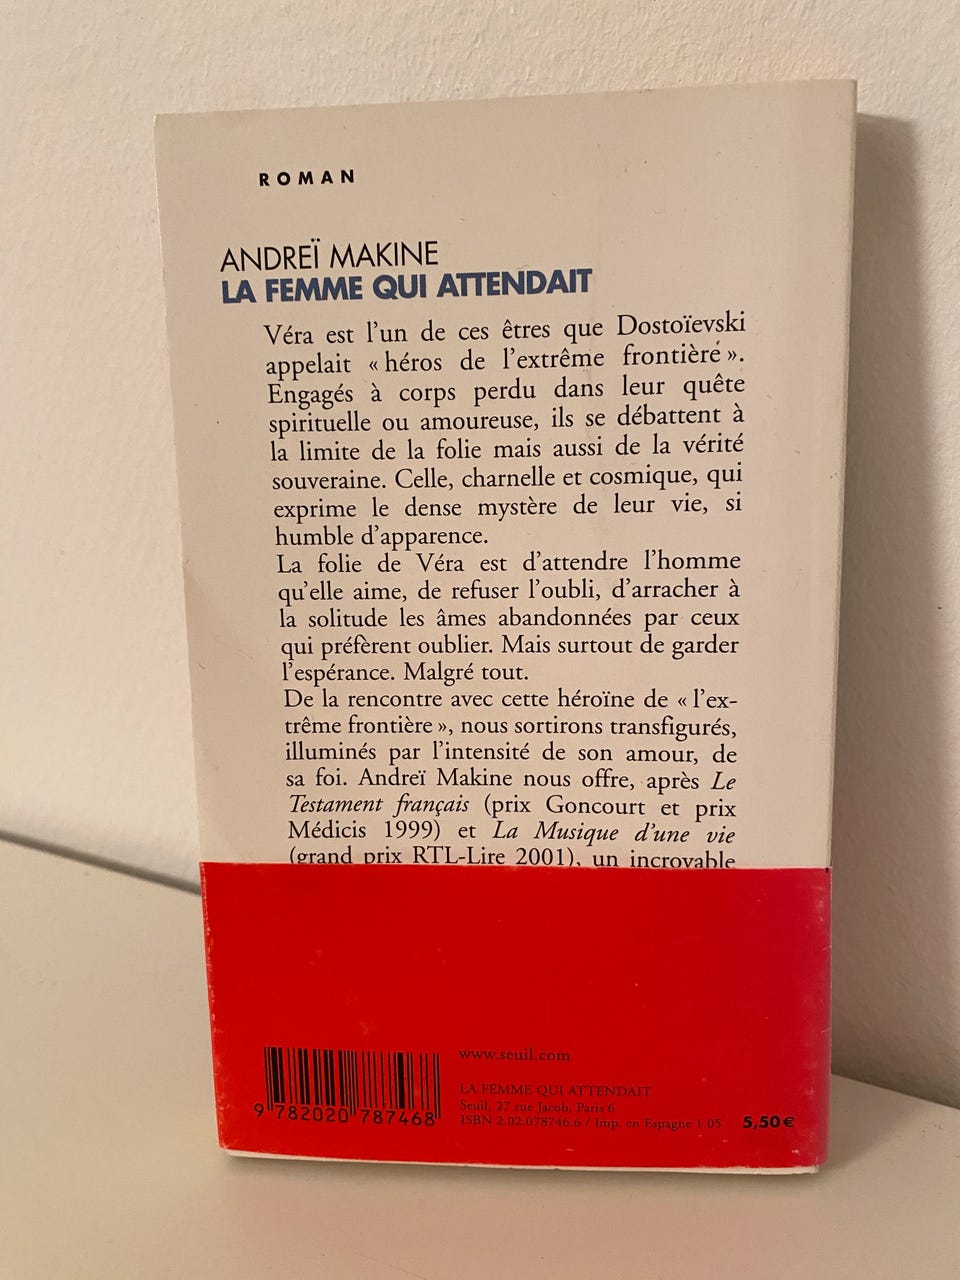 ROMAN
ANDREÏ MAKINE
LA FEMME QUI ATTENDAIT
Véra est l'un de ces êtres que Dostoïevski
appelait « héros de l'extrême frontière ».
Engagés à corps perdu dans leur quête
spirituelle ou amoureuse, ils se débattent à
la limite de la folie mais aussi de la vérité
souveraine. Celle, charnelle et cosmique, qui
exprime le dense mystère de leur vie, si
humble d'apparence.
La folie de Véra est d'attendre l'homme
qu'elle aime, de refuser l'oubli, d'arracher à
la solitude les âmes abandonnées par ceux
qui préfèrent oublier. Mais surtout de garder
l'espérance. Malgré tout.
De la rencontre avec cette héroïne de « l'ex-
trême frontière », nous sortirons transfigurés,
illuminés par l'intensité de son amour, de
sa foi. Andreï Makine nous offre, après Le
Testament français (prix Goncourt et prix
Médicis 1999) et La Musique d'une vie
(grand prix RTL-Lire 2001), un incroyable
www.seuil.com
LA FEMME QUI ATTENDAIT
Seuil, 27 rue Jacob, Paris 6
ISBN 2.02.078746.6 / Imp. en Espagne 1.05
5,50 €
9 782020 787468